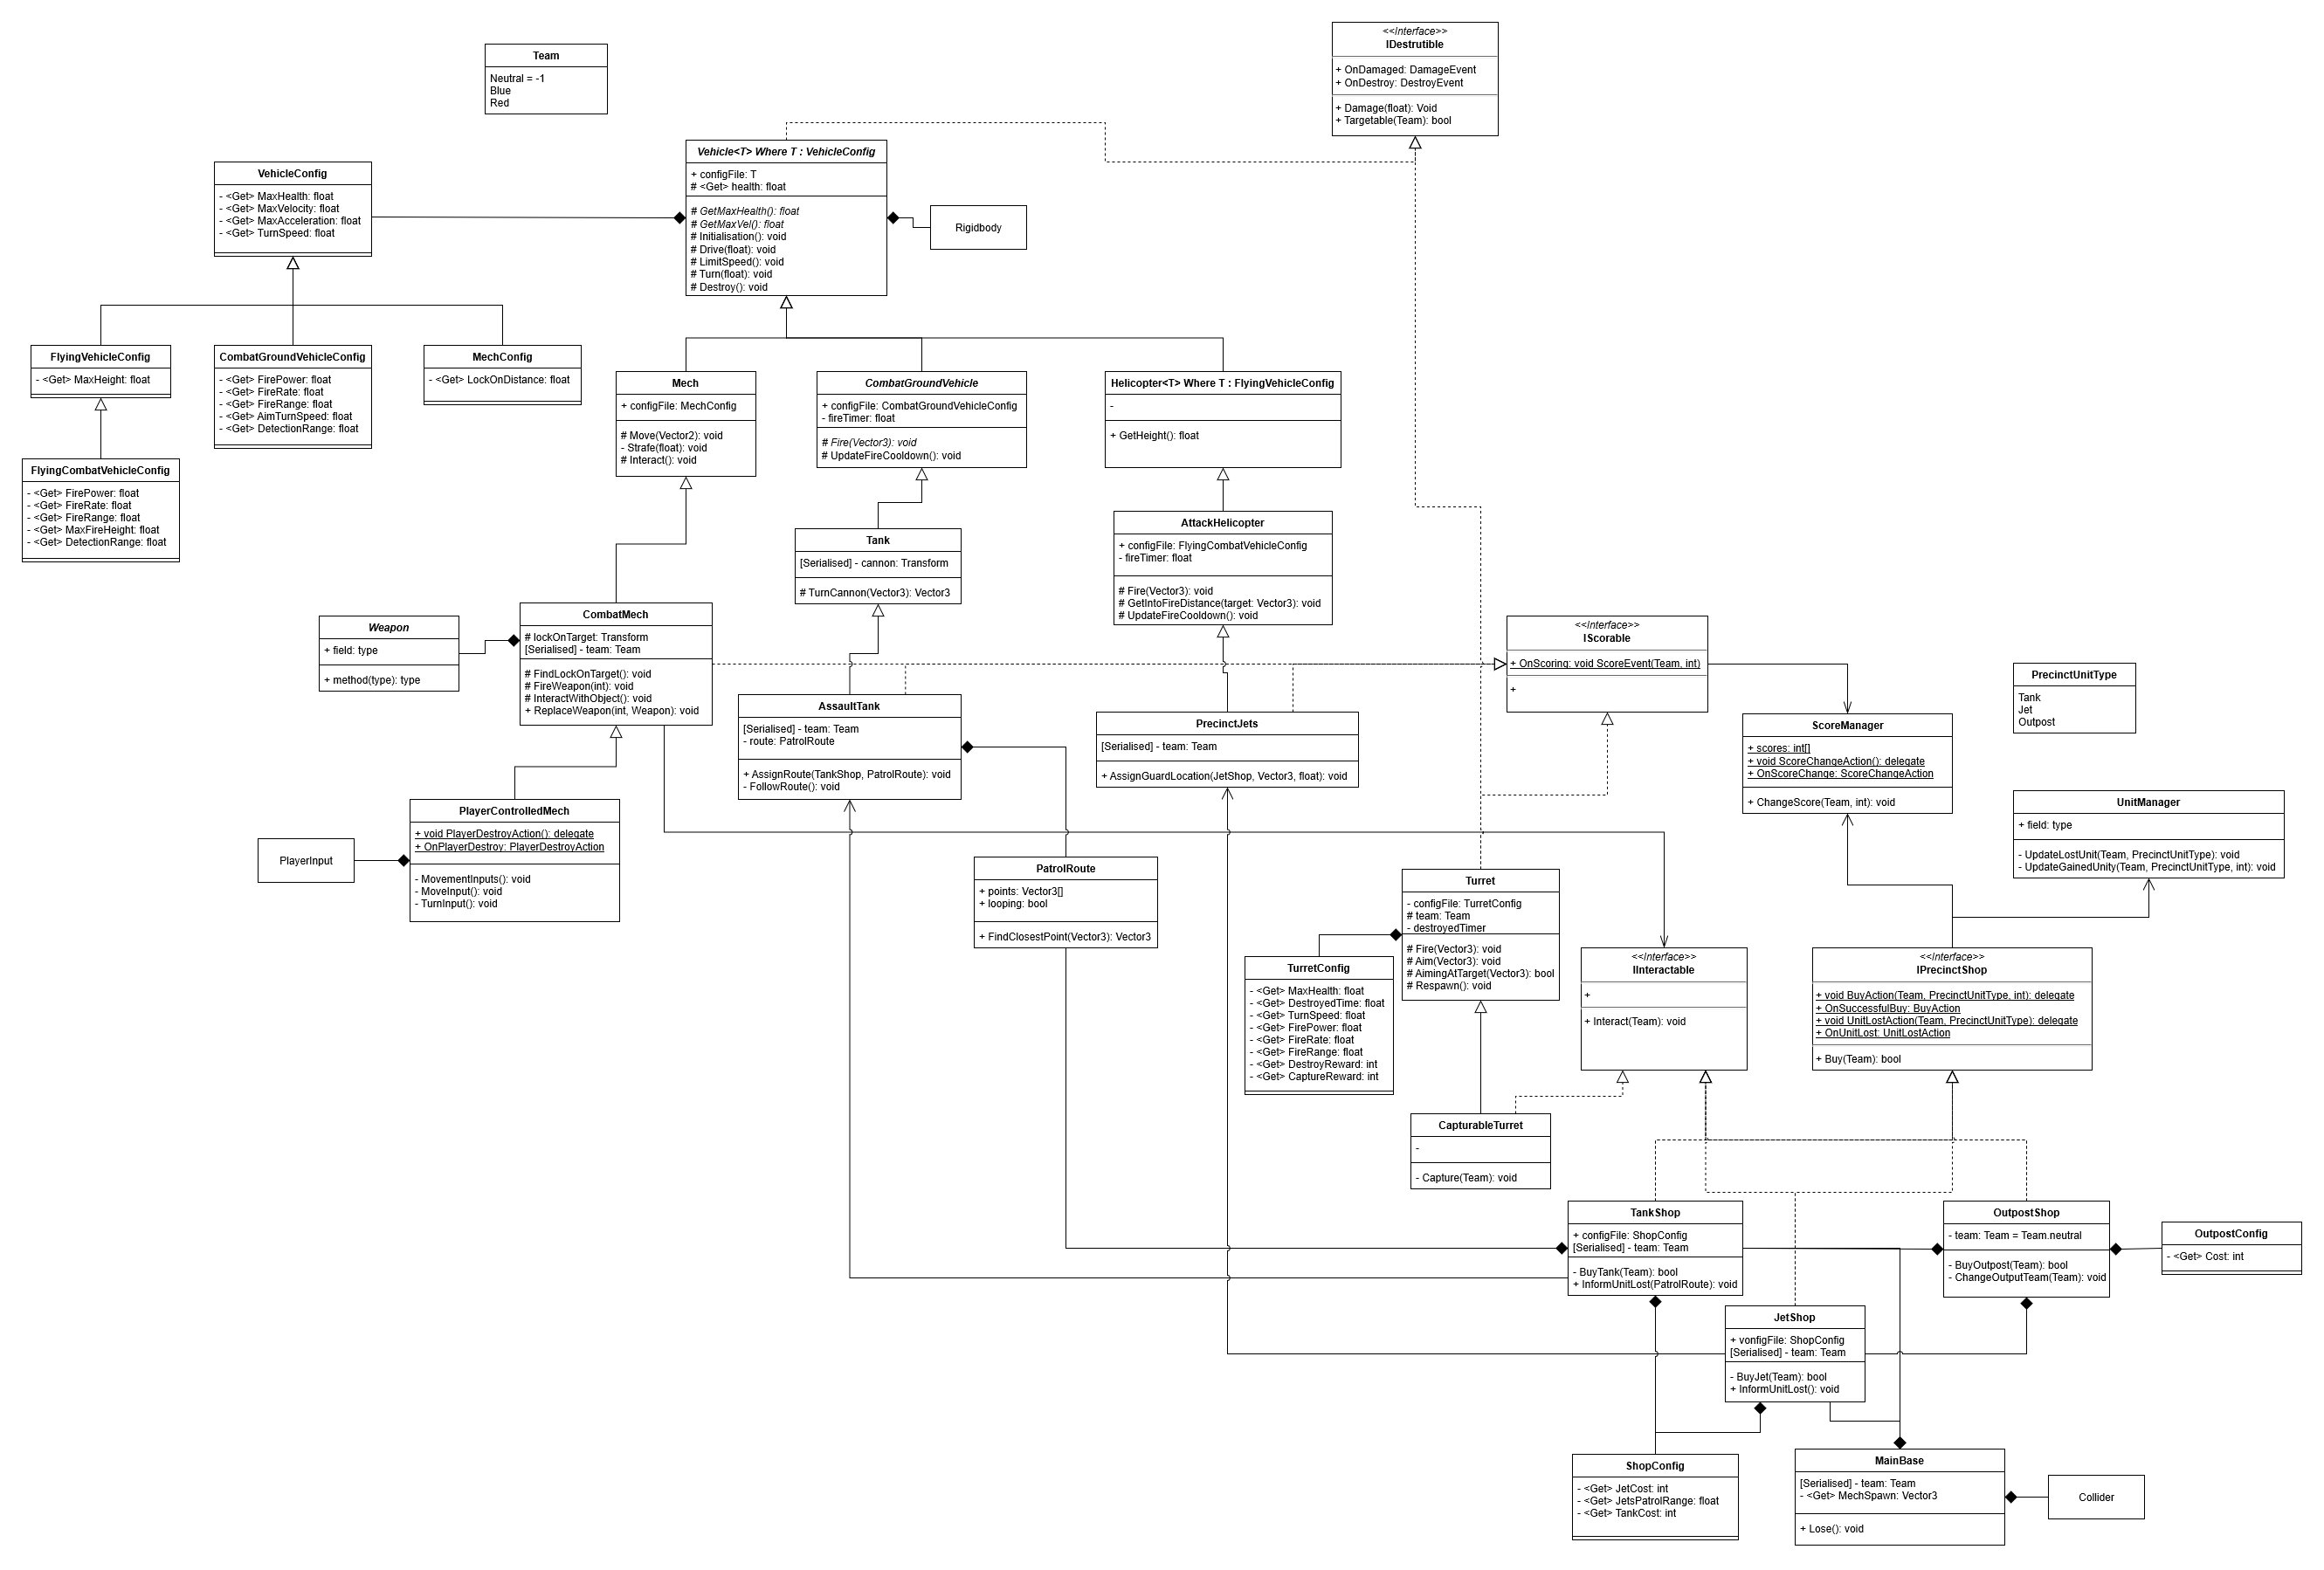 Team
Neutral = -1
Blue
Red
<<Interface>>
IDestrutible
+ OnDamaged: DamageEvent
+ OnDestroy: DestroyEvent
+ Damage(float): Void
+ Targetable(Team): bool
Vehicle<T> Where T : VehicleConfig
+ configFile: T
# <Get> health: float
# GetMaxHealth(): float
# GetMaxVel(): float
# Initialisation(): void
# Drive(float): void
# LimitSpeed(): void
# Turn(float): void
# Destroy(): void
VehicleConfig
- <Get> MaxHealth: float
- <Get> MaxVelocity: float
- <Get> MaxAcceleration: float
- <Get> TurnSpeed: float
Rigidbody
FlyingVehicleConfig
- <Get> MaxHeight: float
CombatGroundVehicleConfig
- <Get> FirePower: float
- <Get> FireRate: float
- <Get> FireRange: float
- <Get> AimTurnSpeed: float
- <Get> DetectionRange: float
MechConfig
- <Get> LockOnDistance: float
Mech
+ configFile: MechConfig
# Move(Vector2): void
- Strafe(float): void
# Interact(): void
CombatGroundVehicle
+ configFile: CombatGroundVehicleConfig
- fireTimer: float
# Fire(Vector3): void
# UpdateFireCooldown(): void
Helicopter<T> Where T : FlyingVehicleConfig
-
+ GetHeight(): float
FlyingCombatVehicleConfig
- <Get> FirePower: float
- <Get> FireRate: float
- <Get> FireRange: float
- <Get> MaxFireHeight: float
- <Get> DetectionRange: float
Tank
[Serialised] - cannon: Transform
# TurnCannon(Vector3): Vector3
AttackHelicopter
+ configFile: FlyingCombatVehicleConfig
- fireTimer: float
# Fire(Vector3): void
# GetIntoFireDistance(target: Vector3): void
# UpdateFireCooldown(): void
Weapon
+ field: type
+ method(type): type
CombatMech
# lockOnTarget: Transform
[Serialised] - team: Team
# FindLockOnTarget(): void
# FireWeapon(int): void
# InteractWithObject(): void
+ ReplaceWeapon(int, Weapon): void
<<Interface>>
IScorable
+ OnScoring: void ScoreEvent(Team, int)
+
PrecinctUnitType
Tank
Jet
Outpost
AssaultTank
[Serialised] - team: Team
- route: PatrolRoute
+ AssignRoute(TankShop, PatrolRoute): void
- FollowRoute(): void
PrecinctJets
[Serialised] - team: Team
+ AssignGuardLocation(JetShop, Vector3, float): void
ScoreManager
+ scores: int[]
+ void ScoreChangeAction(): delegate
+ OnScoreChange: ScoreChangeAction
+ ChangeScore(Team, int): void
UnitManager
+ field: type
- UpdateLostUnit(Team, PrecinctUnitType): void
- UpdateGainedUnity(Team, PrecinctUnitType, int): void
PlayerControlledMech
+ void PlayerDestroyAction(): delegate
+ OnPlayerDestroy: PlayerDestroyAction
- MovementInputs(): void
- MoveInput(): void
- TurnInput(): void
PlayerInput
PatrolRoute
+ points: Vector3[]
+ looping: bool
+ FindClosestPoint(Vector3): Vector3
Turret
- configFile: TurretConfig
# team: Team
- destroyedTimer
# Fire(Vector3): void
# Aim(Vector3): void
# AimingAtTarget(Vector3): bool
# Respawn(): void
TurretConfig
- <Get> MaxHealth: float
- <Get> DestroyedTime: float
- <Get> TurnSpeed: float
- <Get> FirePower: float
- <Get> FireRate: float
- <Get> FireRange: float
- <Get> DestroyReward: int
- <Get> CaptureReward: int
<<Interface>>
IInteractable
+
+ Interact(Team): void
<<Interface>>
IPrecinctShop
+ void BuyAction(Team, PrecinctUnitType, int): delegate
+ OnSuccessfulBuy: BuyAction
+ void UnitLostAction(Team, PrecinctUnitType): delegate
+ OnUnitLost: UnitLostAction
+ Buy(Team): bool
CapturableTurret
-
- Capture(Team): void
TankShop
+ configFile: ShopConfig
[Serialised] - team: Team
- BuyTank(Team): bool
+ InformUnitLost(PatrolRoute): void
OutpostShop
- team: Team = Team.neutral
- BuyOutpost(Team): bool
- ChangeOutputTeam(Team): void
OutpostConfig
- <Get> Cost: int
JetShop
+ vonfigFile: ShopConfig
[Serialised] - team: Team
- BuyJet(Team): bool
+ InformUnitLost(): void
ShopConfig
- <Get> JetCost: int
- <Get> JetsPatrolRange: float
- <Get> TankCost: int
MainBase
[Serialised] - team: Team
- <Get> MechSpawn: Vector3
+ Lose(): void
Collider